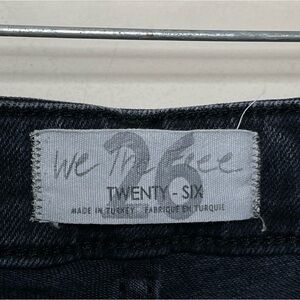 We The Free
26
TWENTY - SIX
MADE IN TURKEY FABRIQUÉ EN TURQUIE